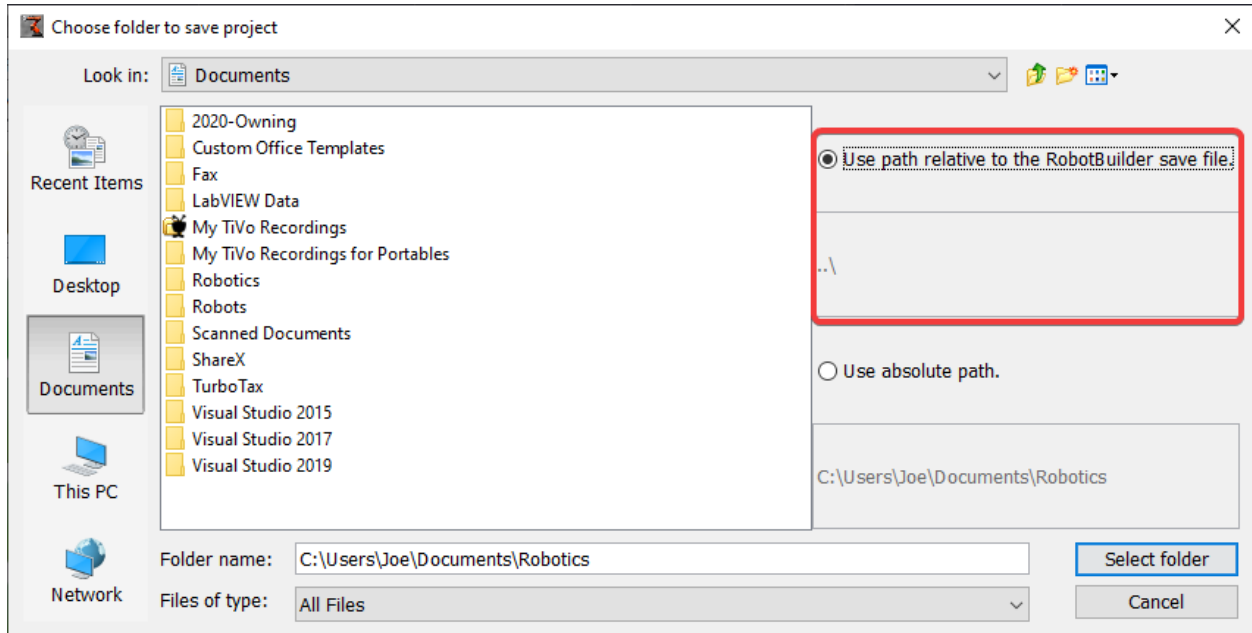 Choose folder to save project
Look in:
Documents
Recent Items
Desktop
Documents
This PC
Network
2020-Owning
Custom Office Templates
Fax
LabVIEW Data
My TiVo Recordings
My TiVo Recordings for Portables
Robotics
Robots
Scanned Documents
ShareX
TurboTax
Visual Studio 2015
Visual Studio 2017
Visual Studio 2019
Use path relative to the RobotBuilder save file.
..\
Use absolute path.
C:\Users\Joe\Documents\Robotics
Folder name:
C:\Users\Joe\Documents\Robotics
Select folder
Files of type:
All Files
Cancel